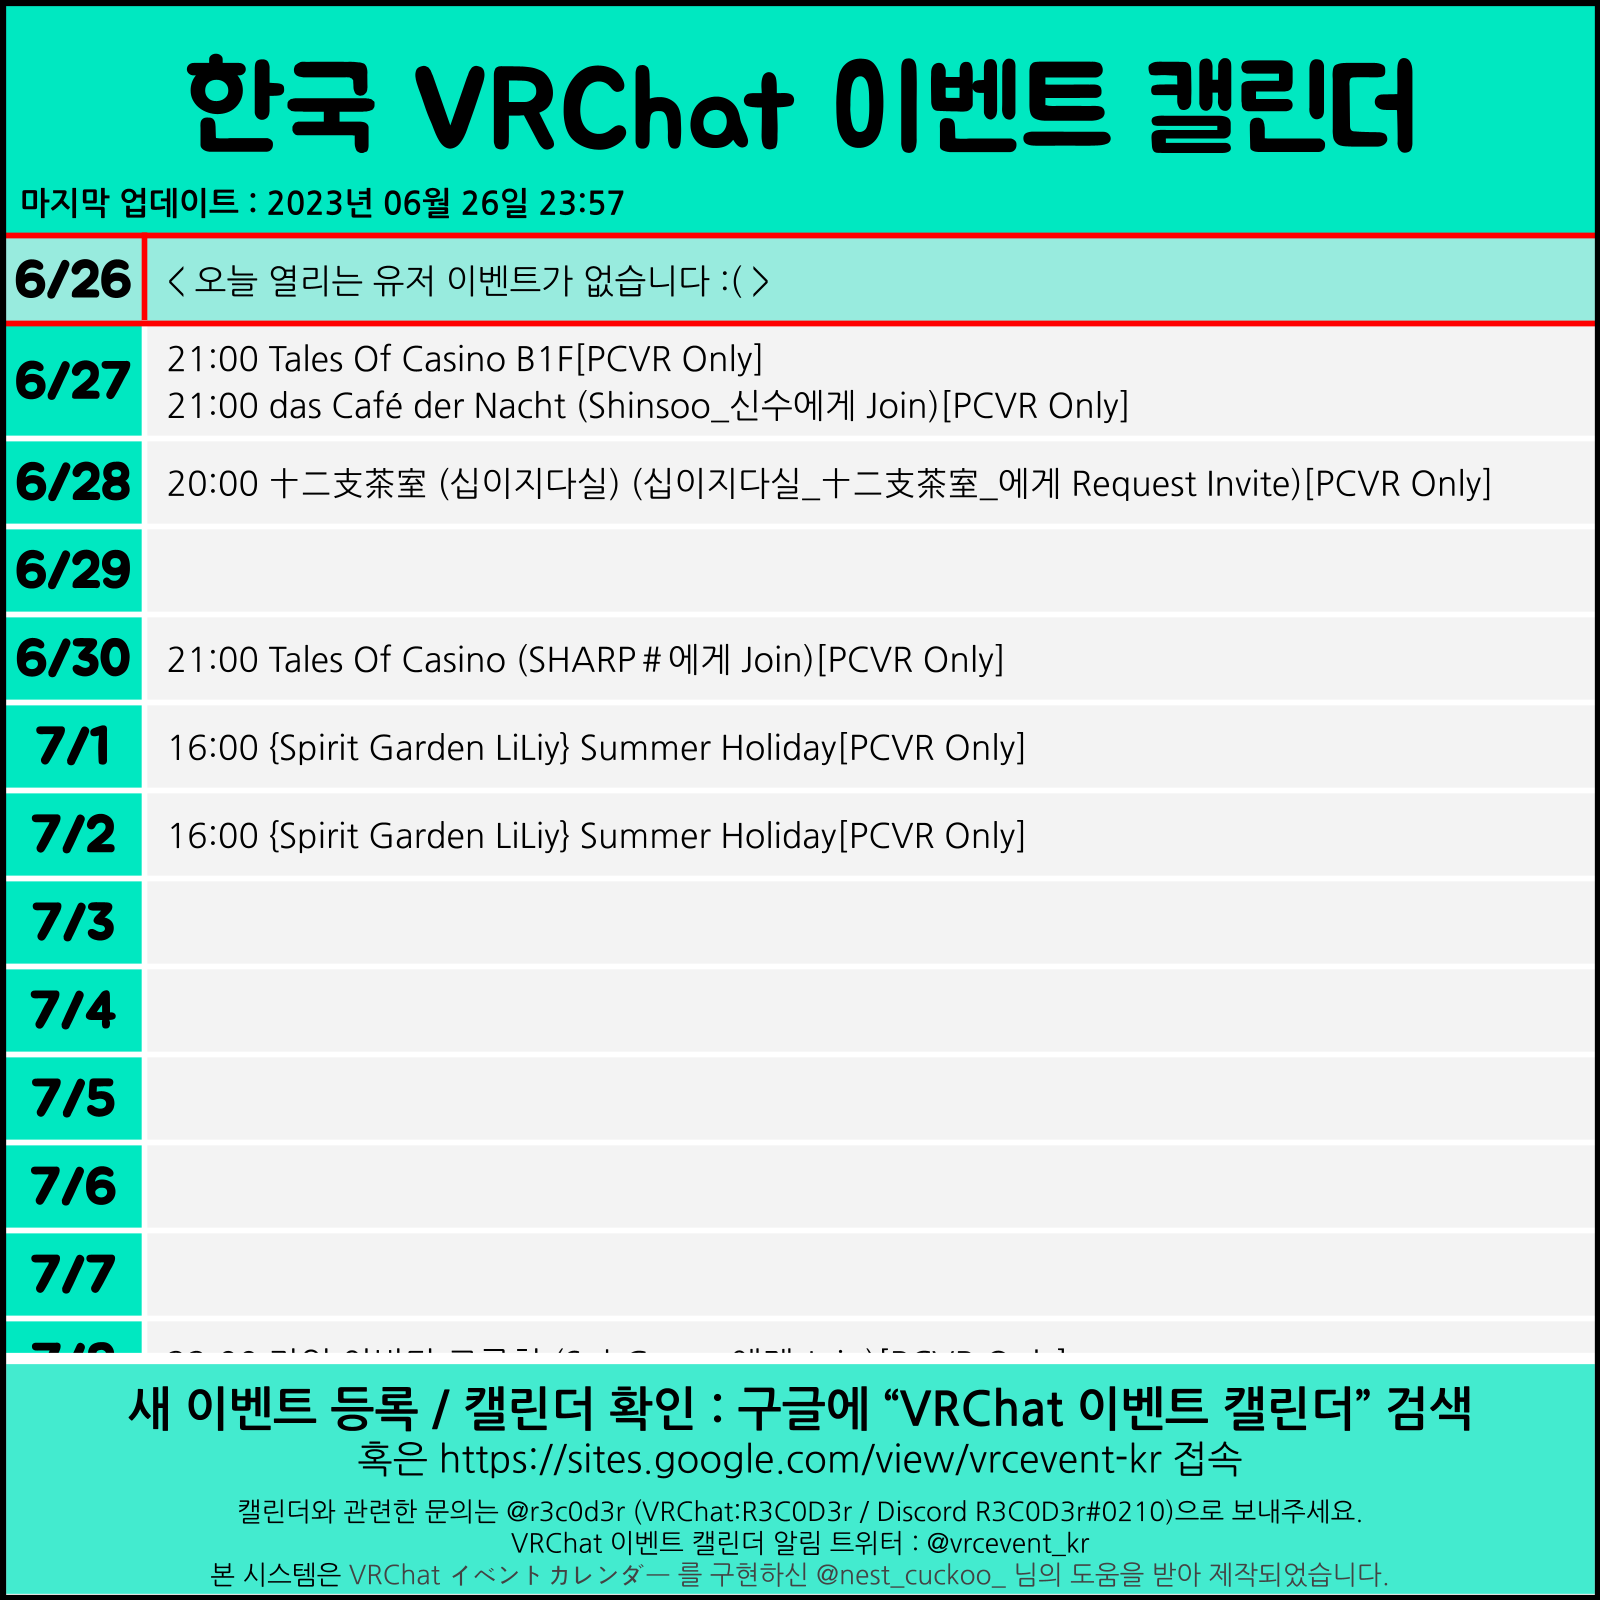 한국 VRChat 이벤트 캘린더
마지막 업데이트 : 2023년 06월 26일 23:57
6/26
< 오늘 열리는 유저 이벤트가 없습니다 :( >
6/27
21:00 Tales Of Casino B1F[PCVR Only]
21:00 das Café der Nacht (Shinsoo_신수에게 Join)[PCVR Only]
6/28
20:00 十二支茶室 (십이지다실) (십이지다실_十二支茶室_에게 Request Invite)[PCVR Only]
6/29
6/30
21:00 Tales Of Casino (SHARP＃에게 Join)[PCVR Only]
7/1
16:00 {Spirit Garden LiLiy} Summer Holiday[PCVR Only]
7/2
16:00 {Spirit Garden LiLiy} Summer Holiday[PCVR Only]
7/3
7/4
7/5
7/6
7/7
새 이벤트 등록 / 캘린더 확인 : 구글에 “VRChat 이벤트 캘린더” 검색
혹은 https://sites.google.com/view/vrcevent-kr 접속
캘린더와 관련한 문의는 @r3c0d3r (VRChat:R3C0D3r / Discord R3C0D3r#0210)으로 보내주세요.
VRChat 이벤트 캘린더 알림 트위터 : @vrcevent_kr
본 시스템은 VRChat イベントカレンダー 를 구현하신 @nest_cuckoo_ 님의 도움을 받아 제작되었습니다.